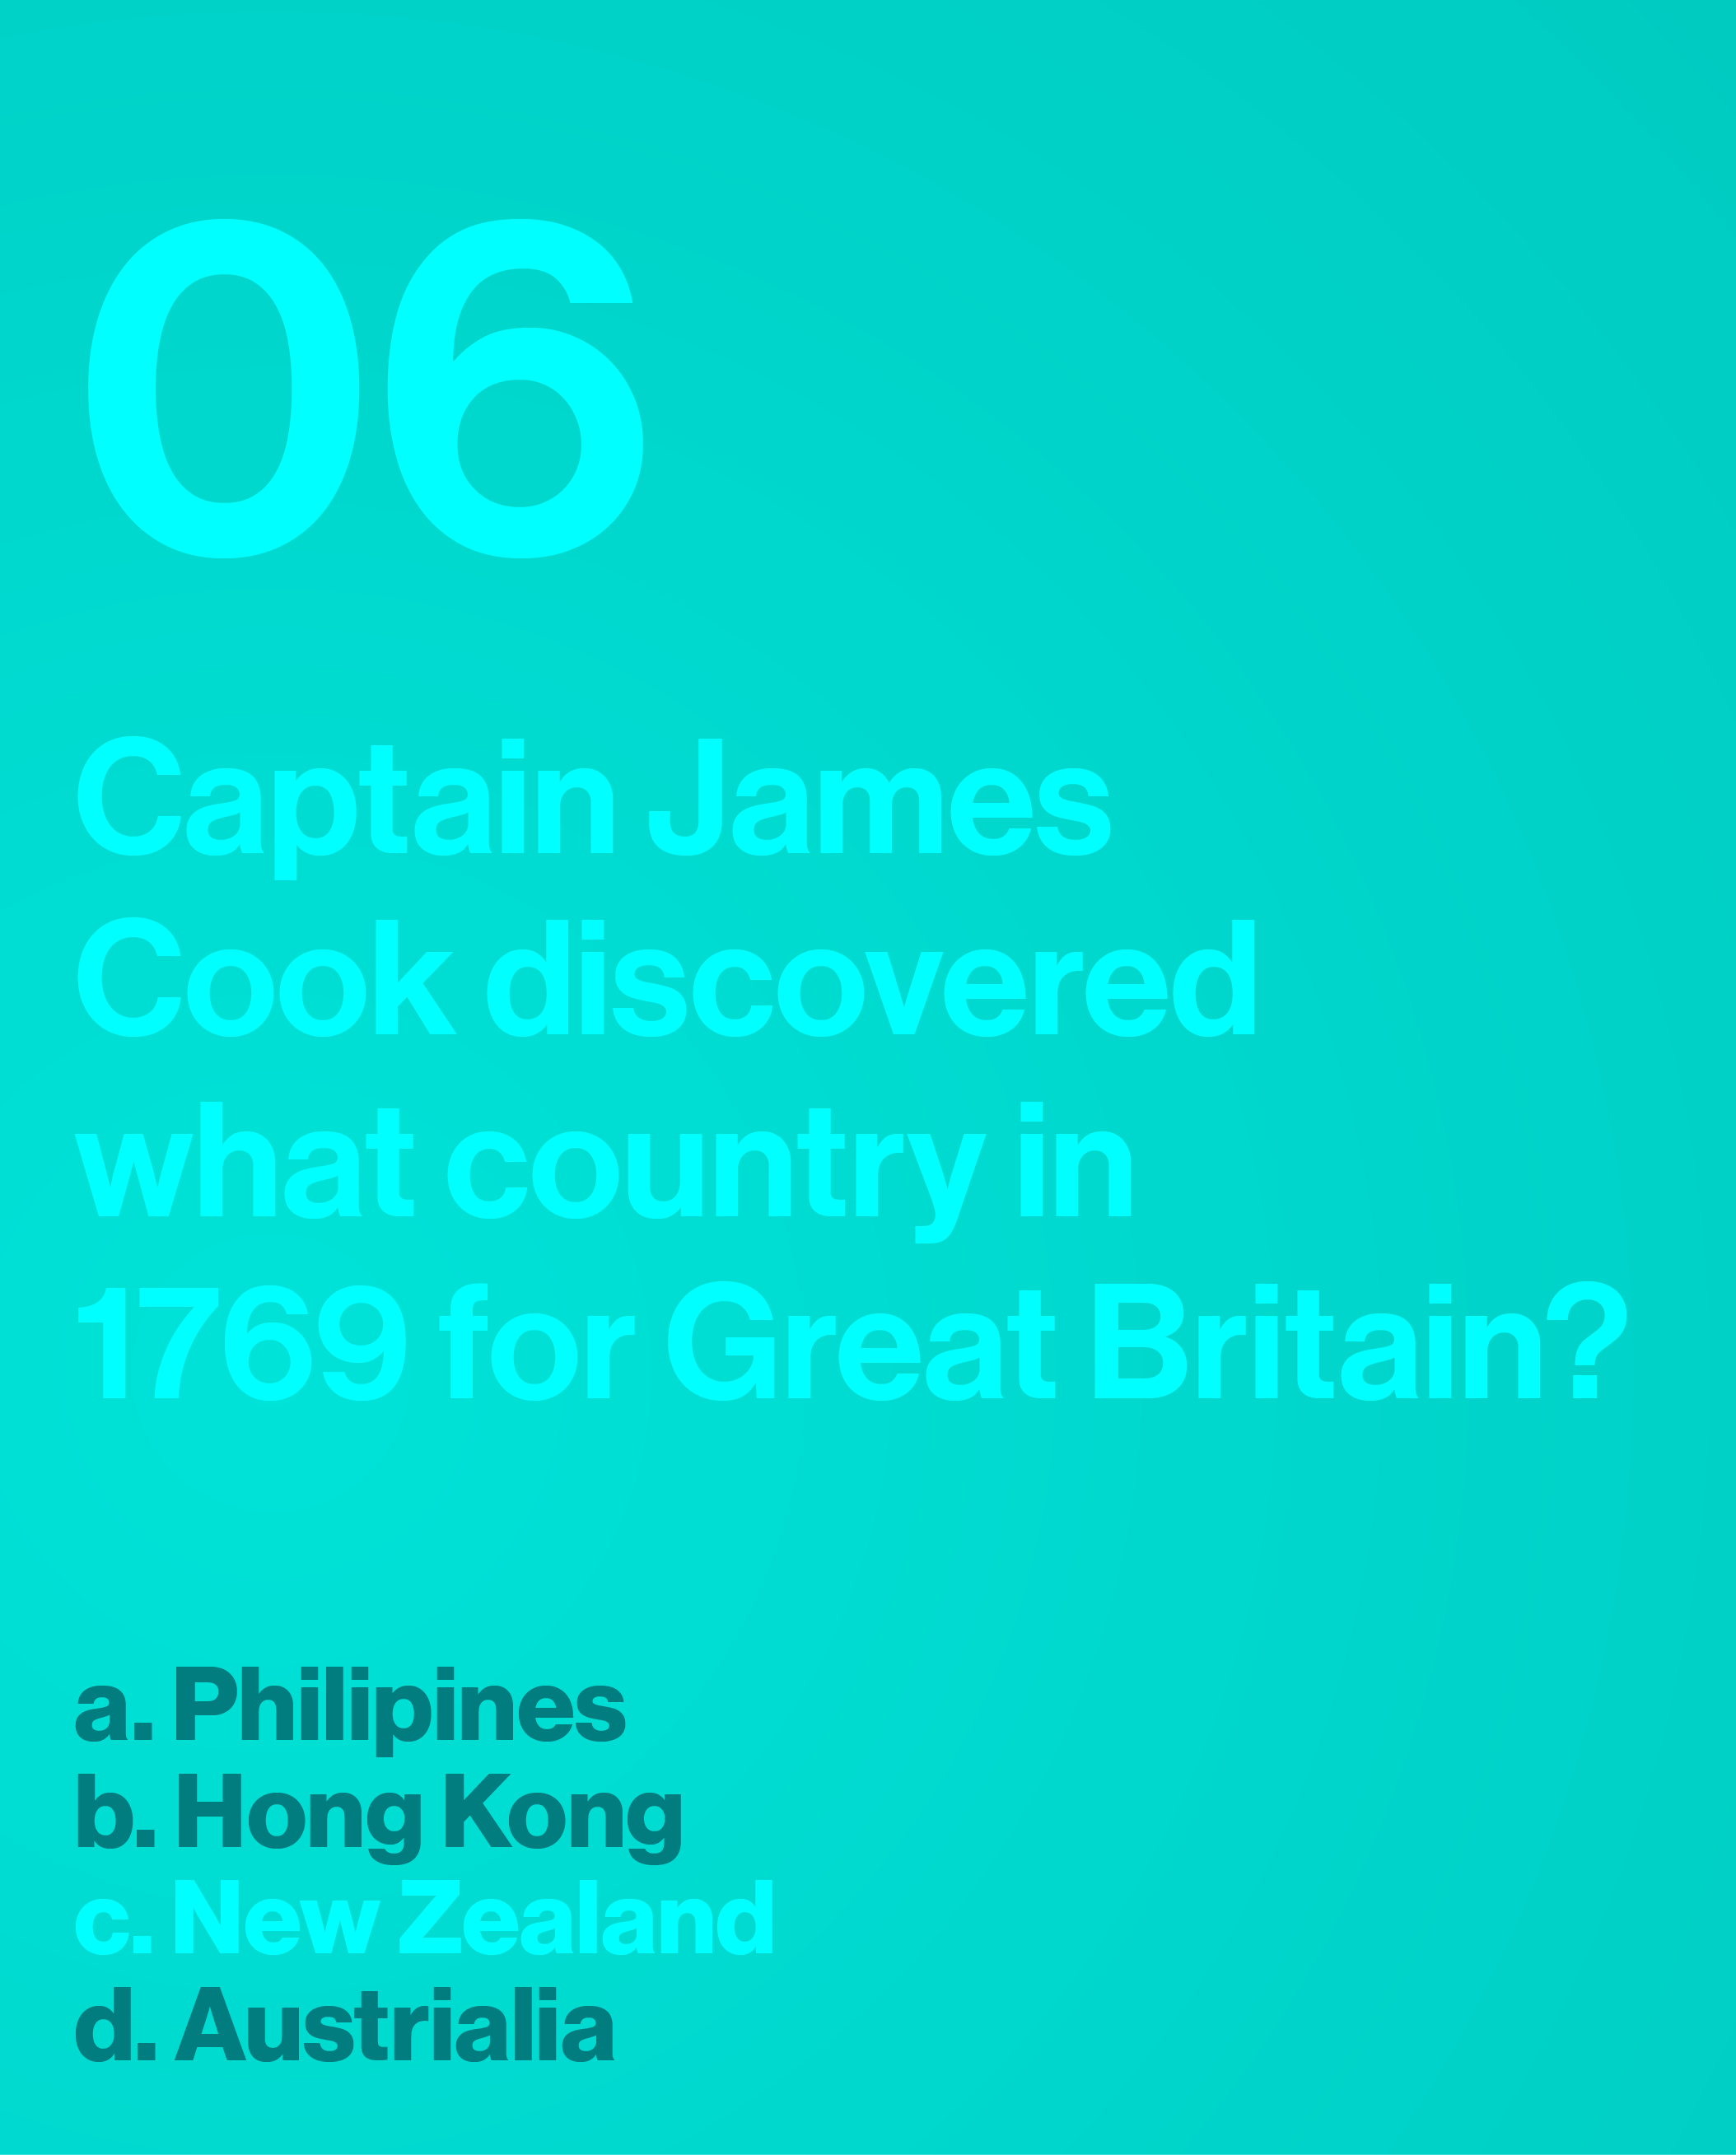 06
Captain James
Cook discovered
what country in
1769 for Great Britain?
a. Philipines
b. Hong Kong
c. New Zealand
d. Austrialia